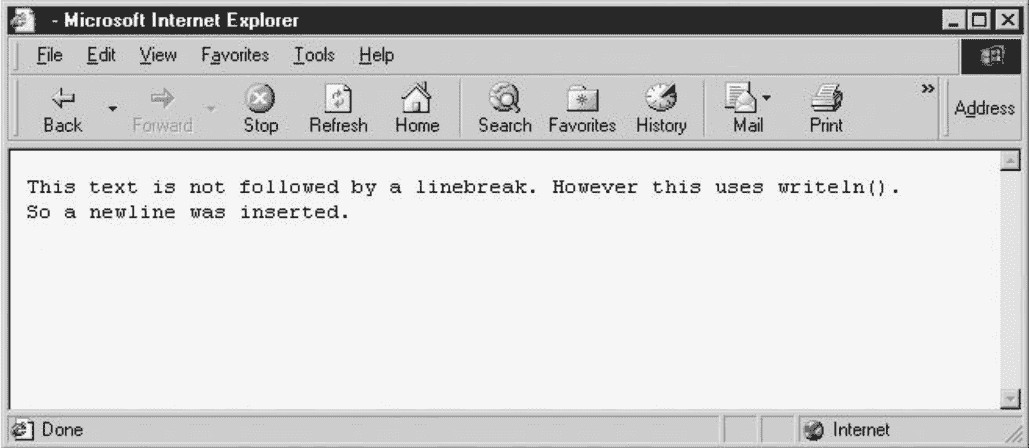 - Microsoft Internet Explorer
File Edit View Favorites Tools Help
Back Forward Stop Refresh Home Search Favorites History Mail Print » Address
This text is not followed by a linebreak. However this uses writeln().
So a newline was inserted.
Done Internet